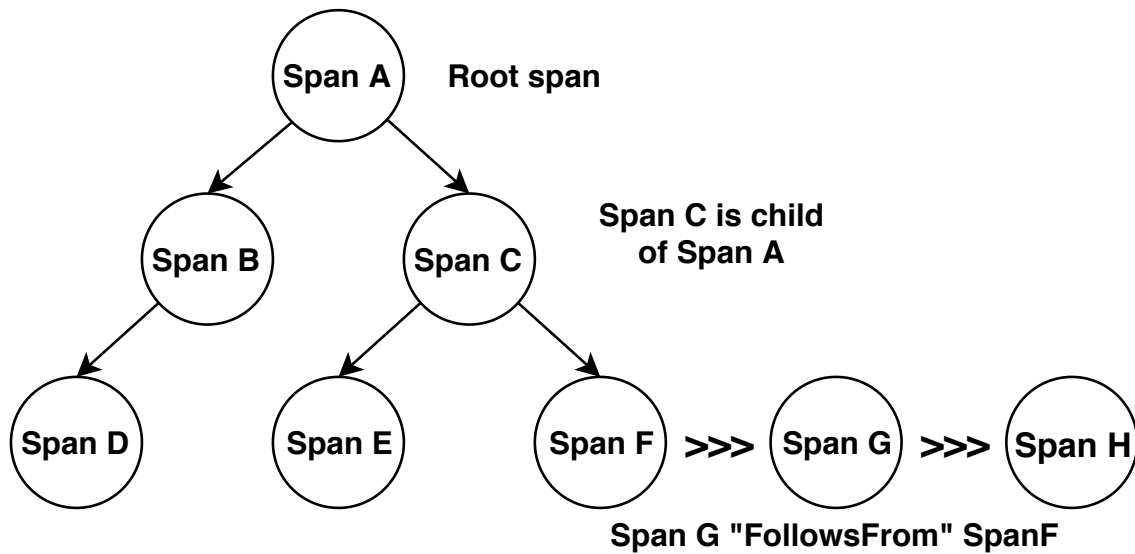 Span A
Root span
Span B
Span C
Span C is child
of Span A
Span D
Span E
Span F
>>>
Span G
>>>
Span H
Span G "FollowsFrom" SpanF